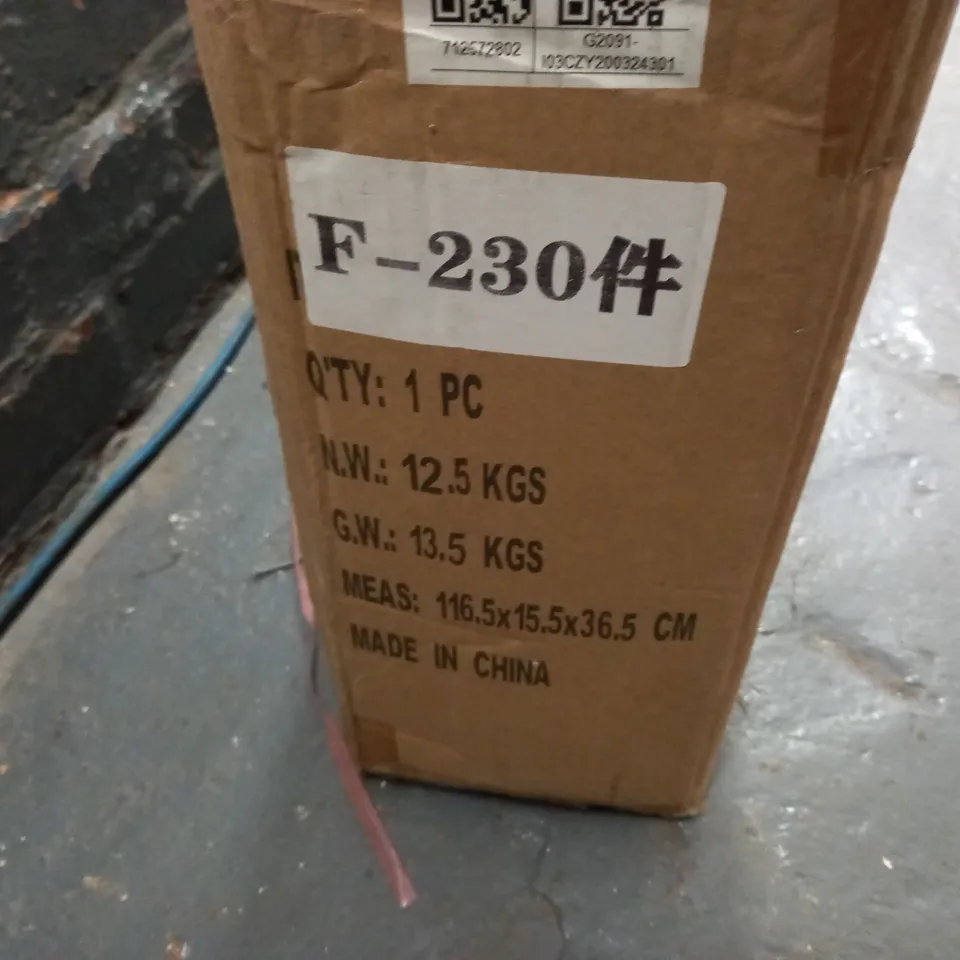 712672802
G2091-
I03CZY200324301
F-230件
Q'TY: 1 PC
N.W.: 12.5 KGS
G.W.: 13.5 KGS
MEAS: 116.5x15.5x36.5 CM
MADE IN CHINA